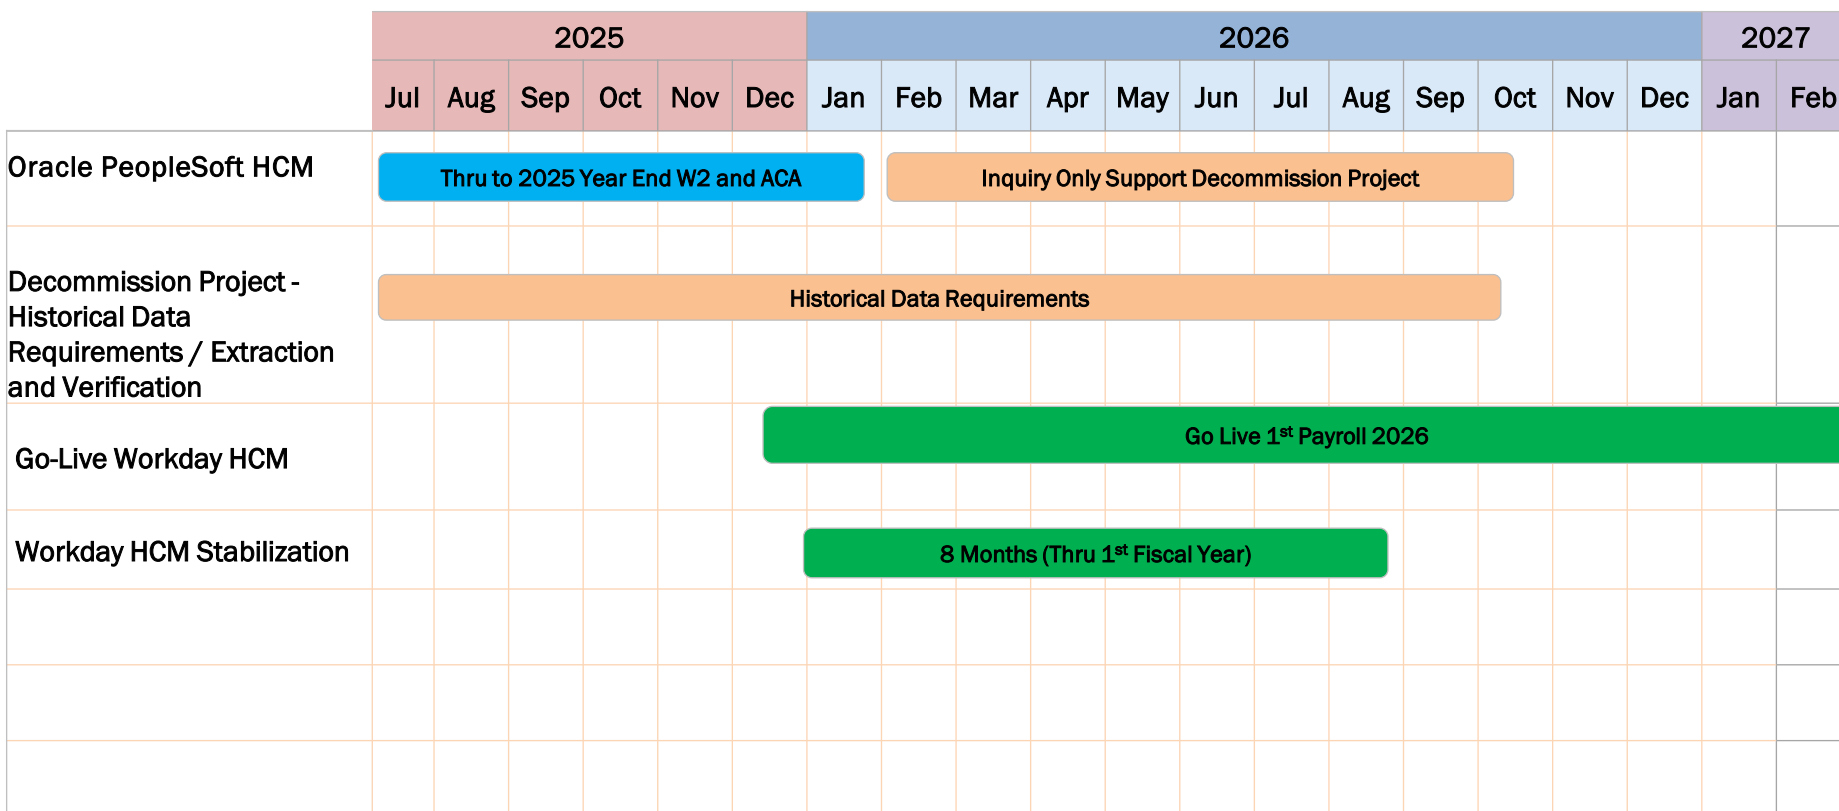 2025 2026 2027
Jul Aug Sep Oct Nov Dec Jan Feb Mar Apr May Jun Jul Aug Sep Oct Nov Dec Jan Feb
Oracle PeopleSoft HCM
Thru to 2025 Year End W2 and ACA
Inquiry Only Support Decommission Project
Decommission Project -
Historical Data
Requirements / Extraction
and Verification
Historical Data Requirements
Go-Live Workday HCM
Go Live 1st Payroll 2026
Workday HCM Stabilization
8 Months (Thru 1st Fiscal Year)